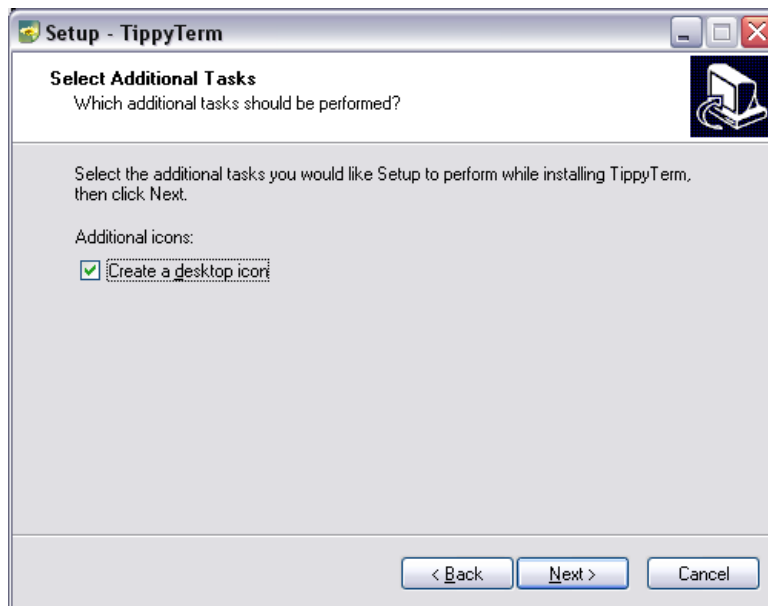 Setup - TippyTerm
Select Additional Tasks
Which additional tasks should be performed?
Select the additional tasks you would like Setup to perform while installing TippyTerm,
then click Next.
Additional icons:
Create a desktop icon
< Back Next > Cancel